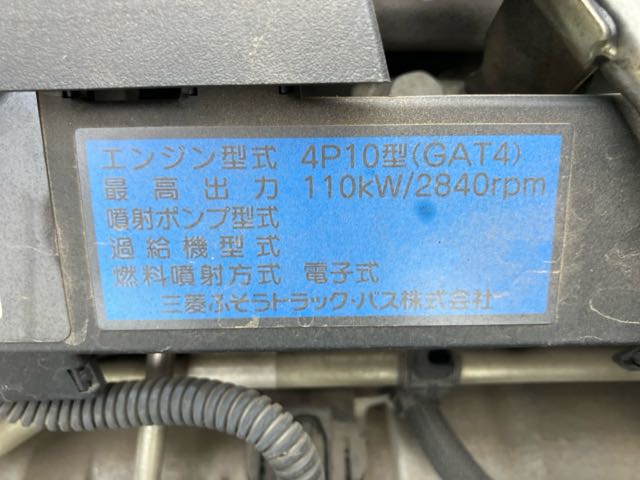 エンジン型式 4P10型(GAT4)
最高出力 110kW/2840rpm
噴射ポンプ型式
過給機型式
燃料噴射方式 電子式
三菱ふそうトラック・バス株式会社